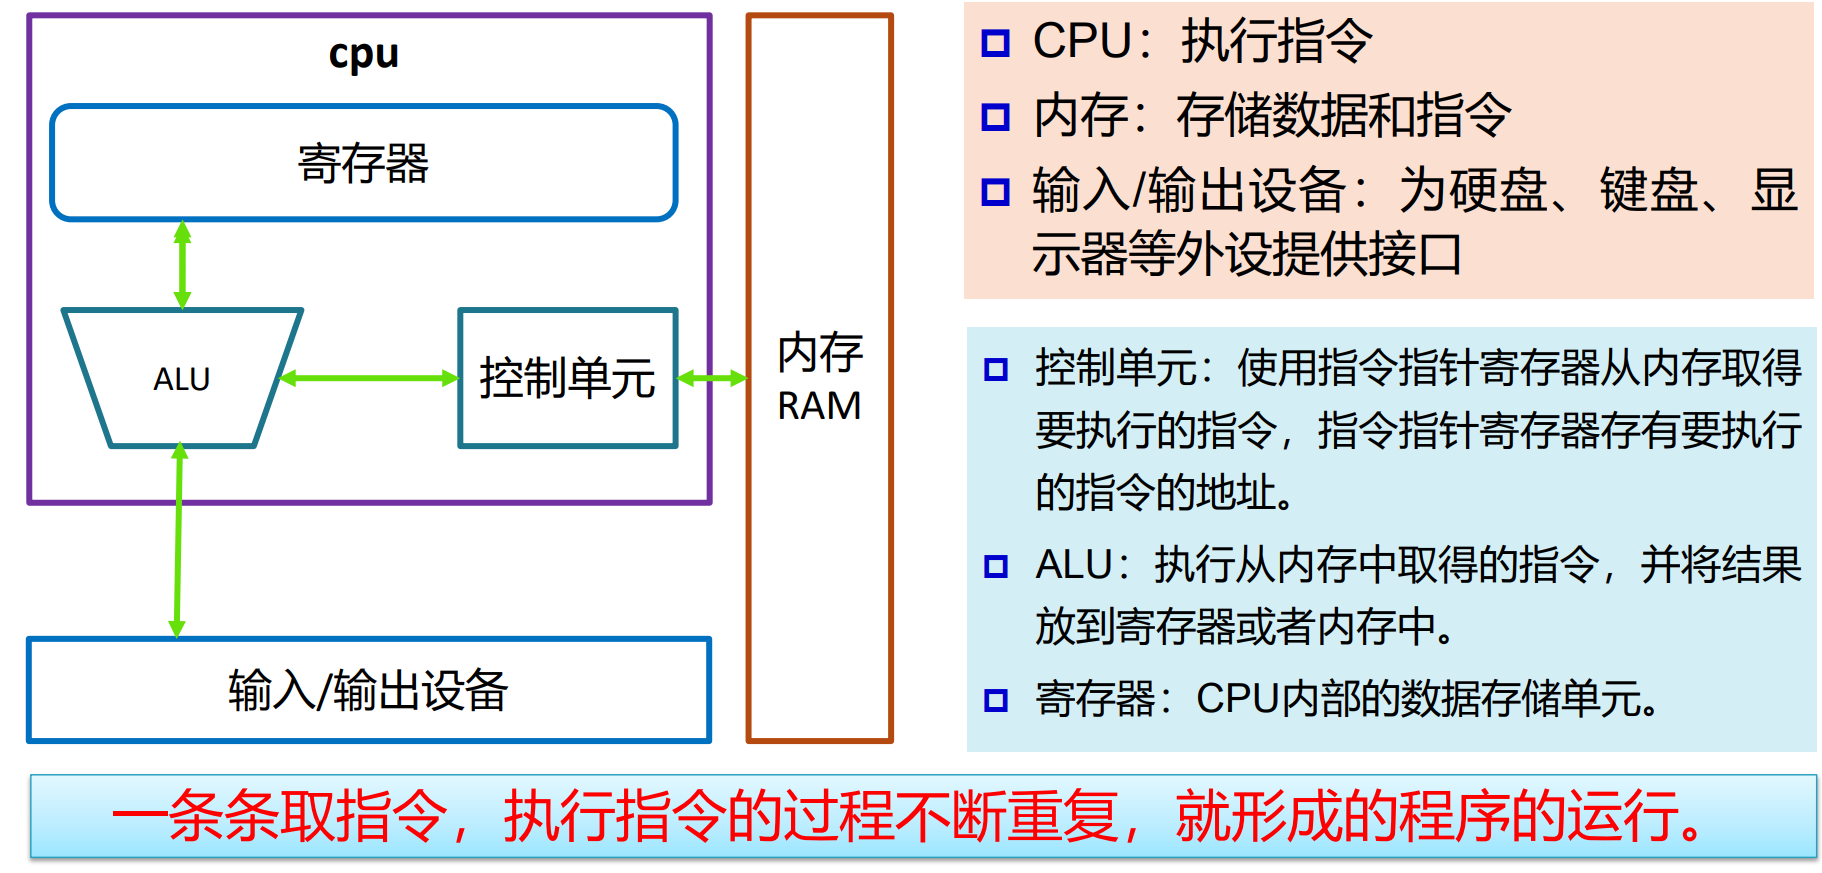 cpu
寄存器
ALU
控制单元
内存
RAM
输入/输出设备
CPU：执行指令
内存：存储数据和指令
输入/输出设备：为硬盘、键盘、显
示器等外设提供接口
控制单元：使用指令指针寄存器从内存取得
要执行的指令，指令指针寄存器存有要执行
的指令的地址。
ALU：执行从内存中取得的指令，并将结果
放到寄存器或者内存中。
寄存器：CPU内部的数据存储单元。
一条条取指令，执行指令的过程不断重复，就形成的程序的运行。